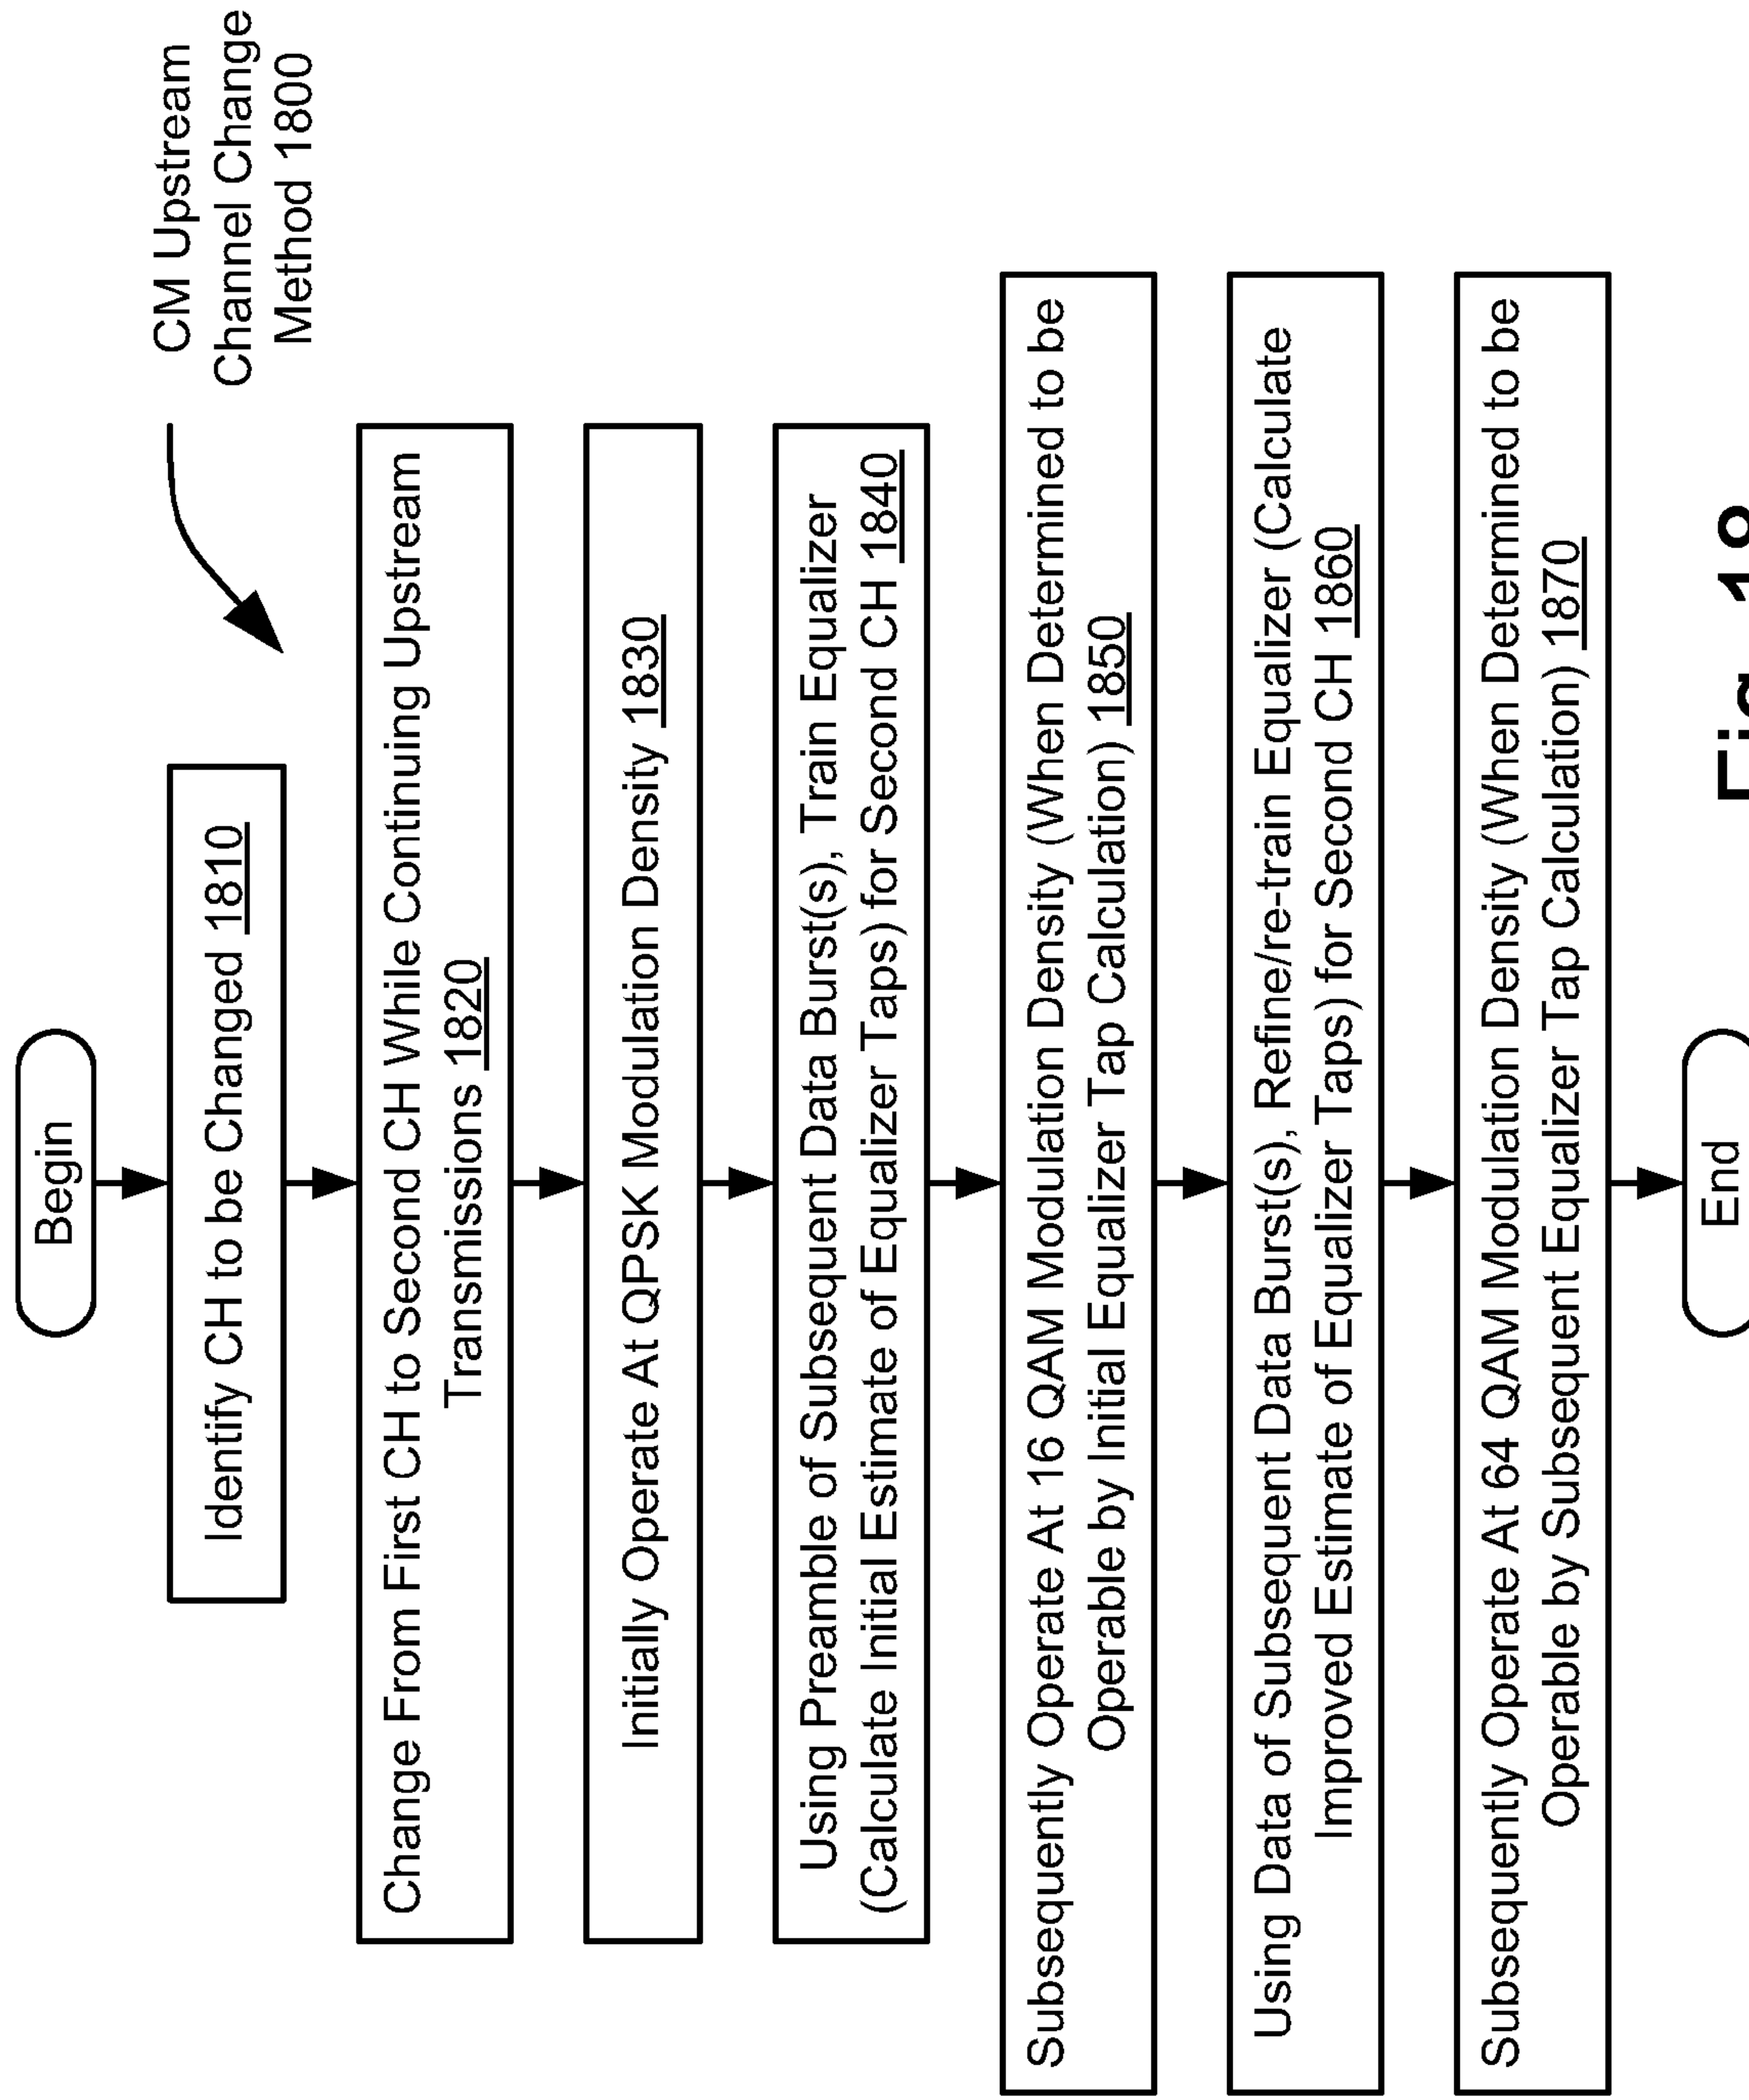 Begin
CM Upstream
Channel Change
Method 1800
Identify CH to be Changed 1810
Change From First CH to Second CH While Continuing Upstream
Transmissions 1820
Initially Operate At QPSK Modulation Density 1830
Using Preamble of Subsequent Data Burst(s), Train Equalizer
(Calculate Initial Estimate of Equalizer Taps) for Second CH 1840
Subsequently Operate At 16 QAM Modulation Density (When Determined to be
Operable by Initial Equalizer Tap Calculation) 1850
Using Data of Subsequent Data Burst(s), Refine/re-train Equalizer (Calculate
Improved Estimate of Equalizer Taps) for Second CH 1860
Subsequently Operate At 64 QAM Modulation Density (When Determined to be
Operable by Subsequent Equalizer Tap Calculation) 1870
End
Fig. 18